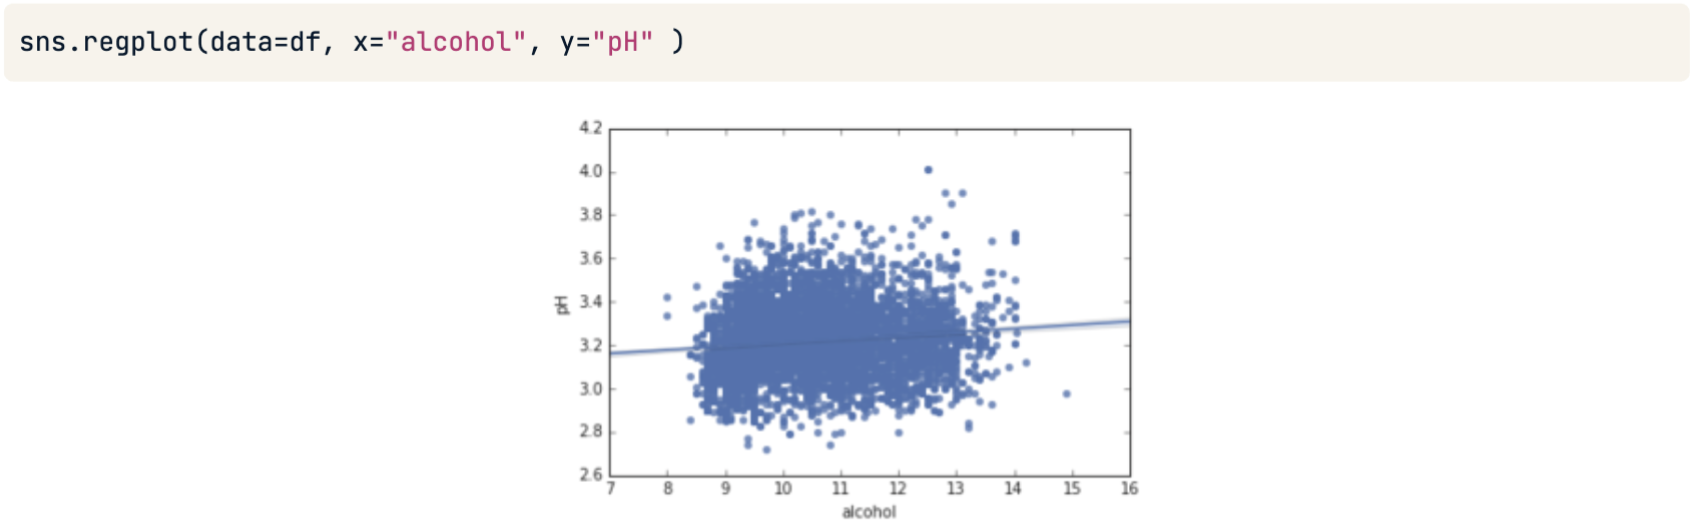 sns.regplot(data=df, x="alcohol", y="pH" )
4.2
4.0
3.8
3.6
3.4
3.2
3.0
2.8
2.6
pH
7 8 9 10 11 12 13 14 15 16
alcohol